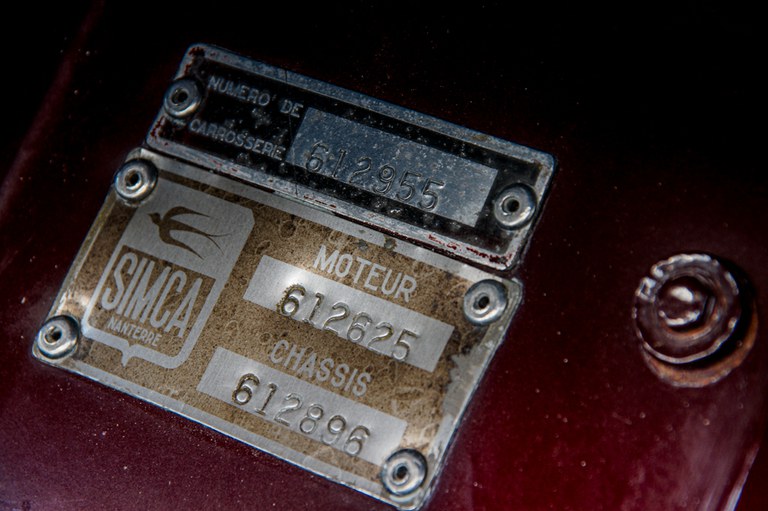 NUMERO DE
CARROSSERIE
612955
SIMCA
NANTERRE
MOTEUR
612625
CHASSIS
612896